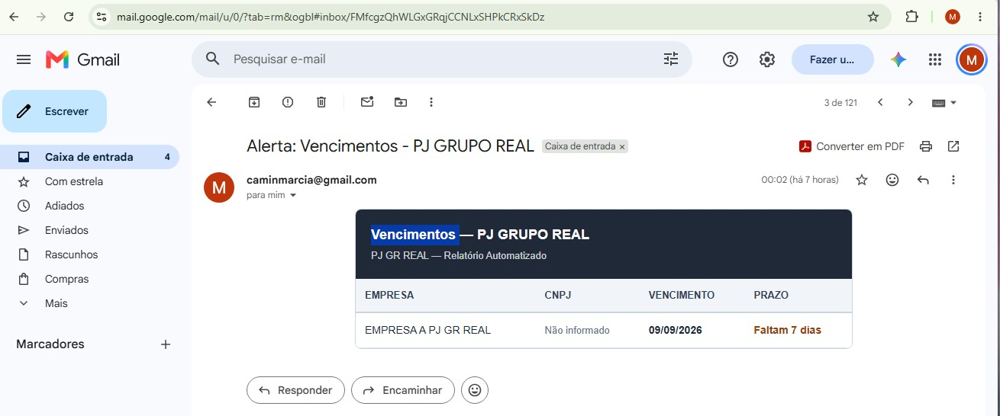 mail.google.com/mail/u/0/?tab=rm&ogbl#inbox/FMfcgzQhWLGxGRqjCCNLxSHPkCRxSkDz
M
Gmail
Pesquisar e-mail
Fazer u...
M
Escrever
3 de 121
Caixa de entrada 4
Com estrela
Adiados
Enviados
Rascunhos
Compras
Mais
Marcadores
Alerta: Vencimentos - PJ GRUPO REAL Caixa de entrada ×
Converter em PDF
M
caminmarcia@gmail.com
00:02 (há 7 horas)
para mim
Vencimentos — PJ GRUPO REAL
PJ GR REAL — Relatório Automatizado
EMPRESA CNPJ VENCIMENTO PRAZO
EMPRESA A PJ GR REAL Não informado 09/09/2026 Faltam 7 dias
Responder Encaminhar